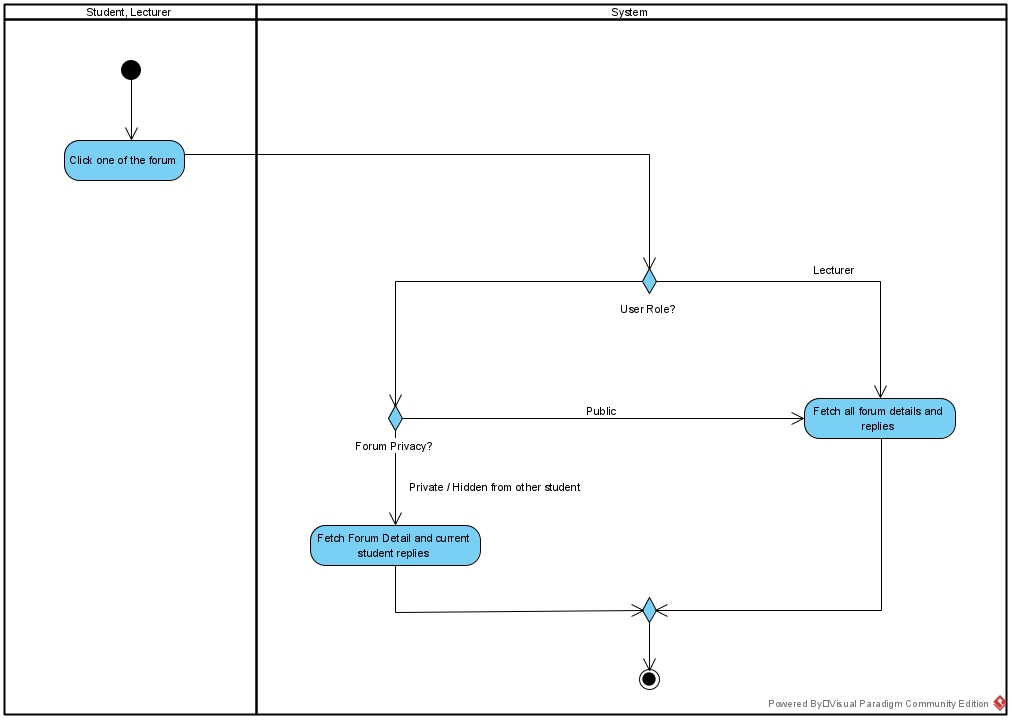 Student, Lecturer
System
Click one of the forum
Lecturer
User Role?
Public
Fetch all forum details and
replies
Forum Privacy?
Private / Hidden from other student
Fetch Forum Detail and current
student replies
Powered By□Visual Paradigm Community Edition